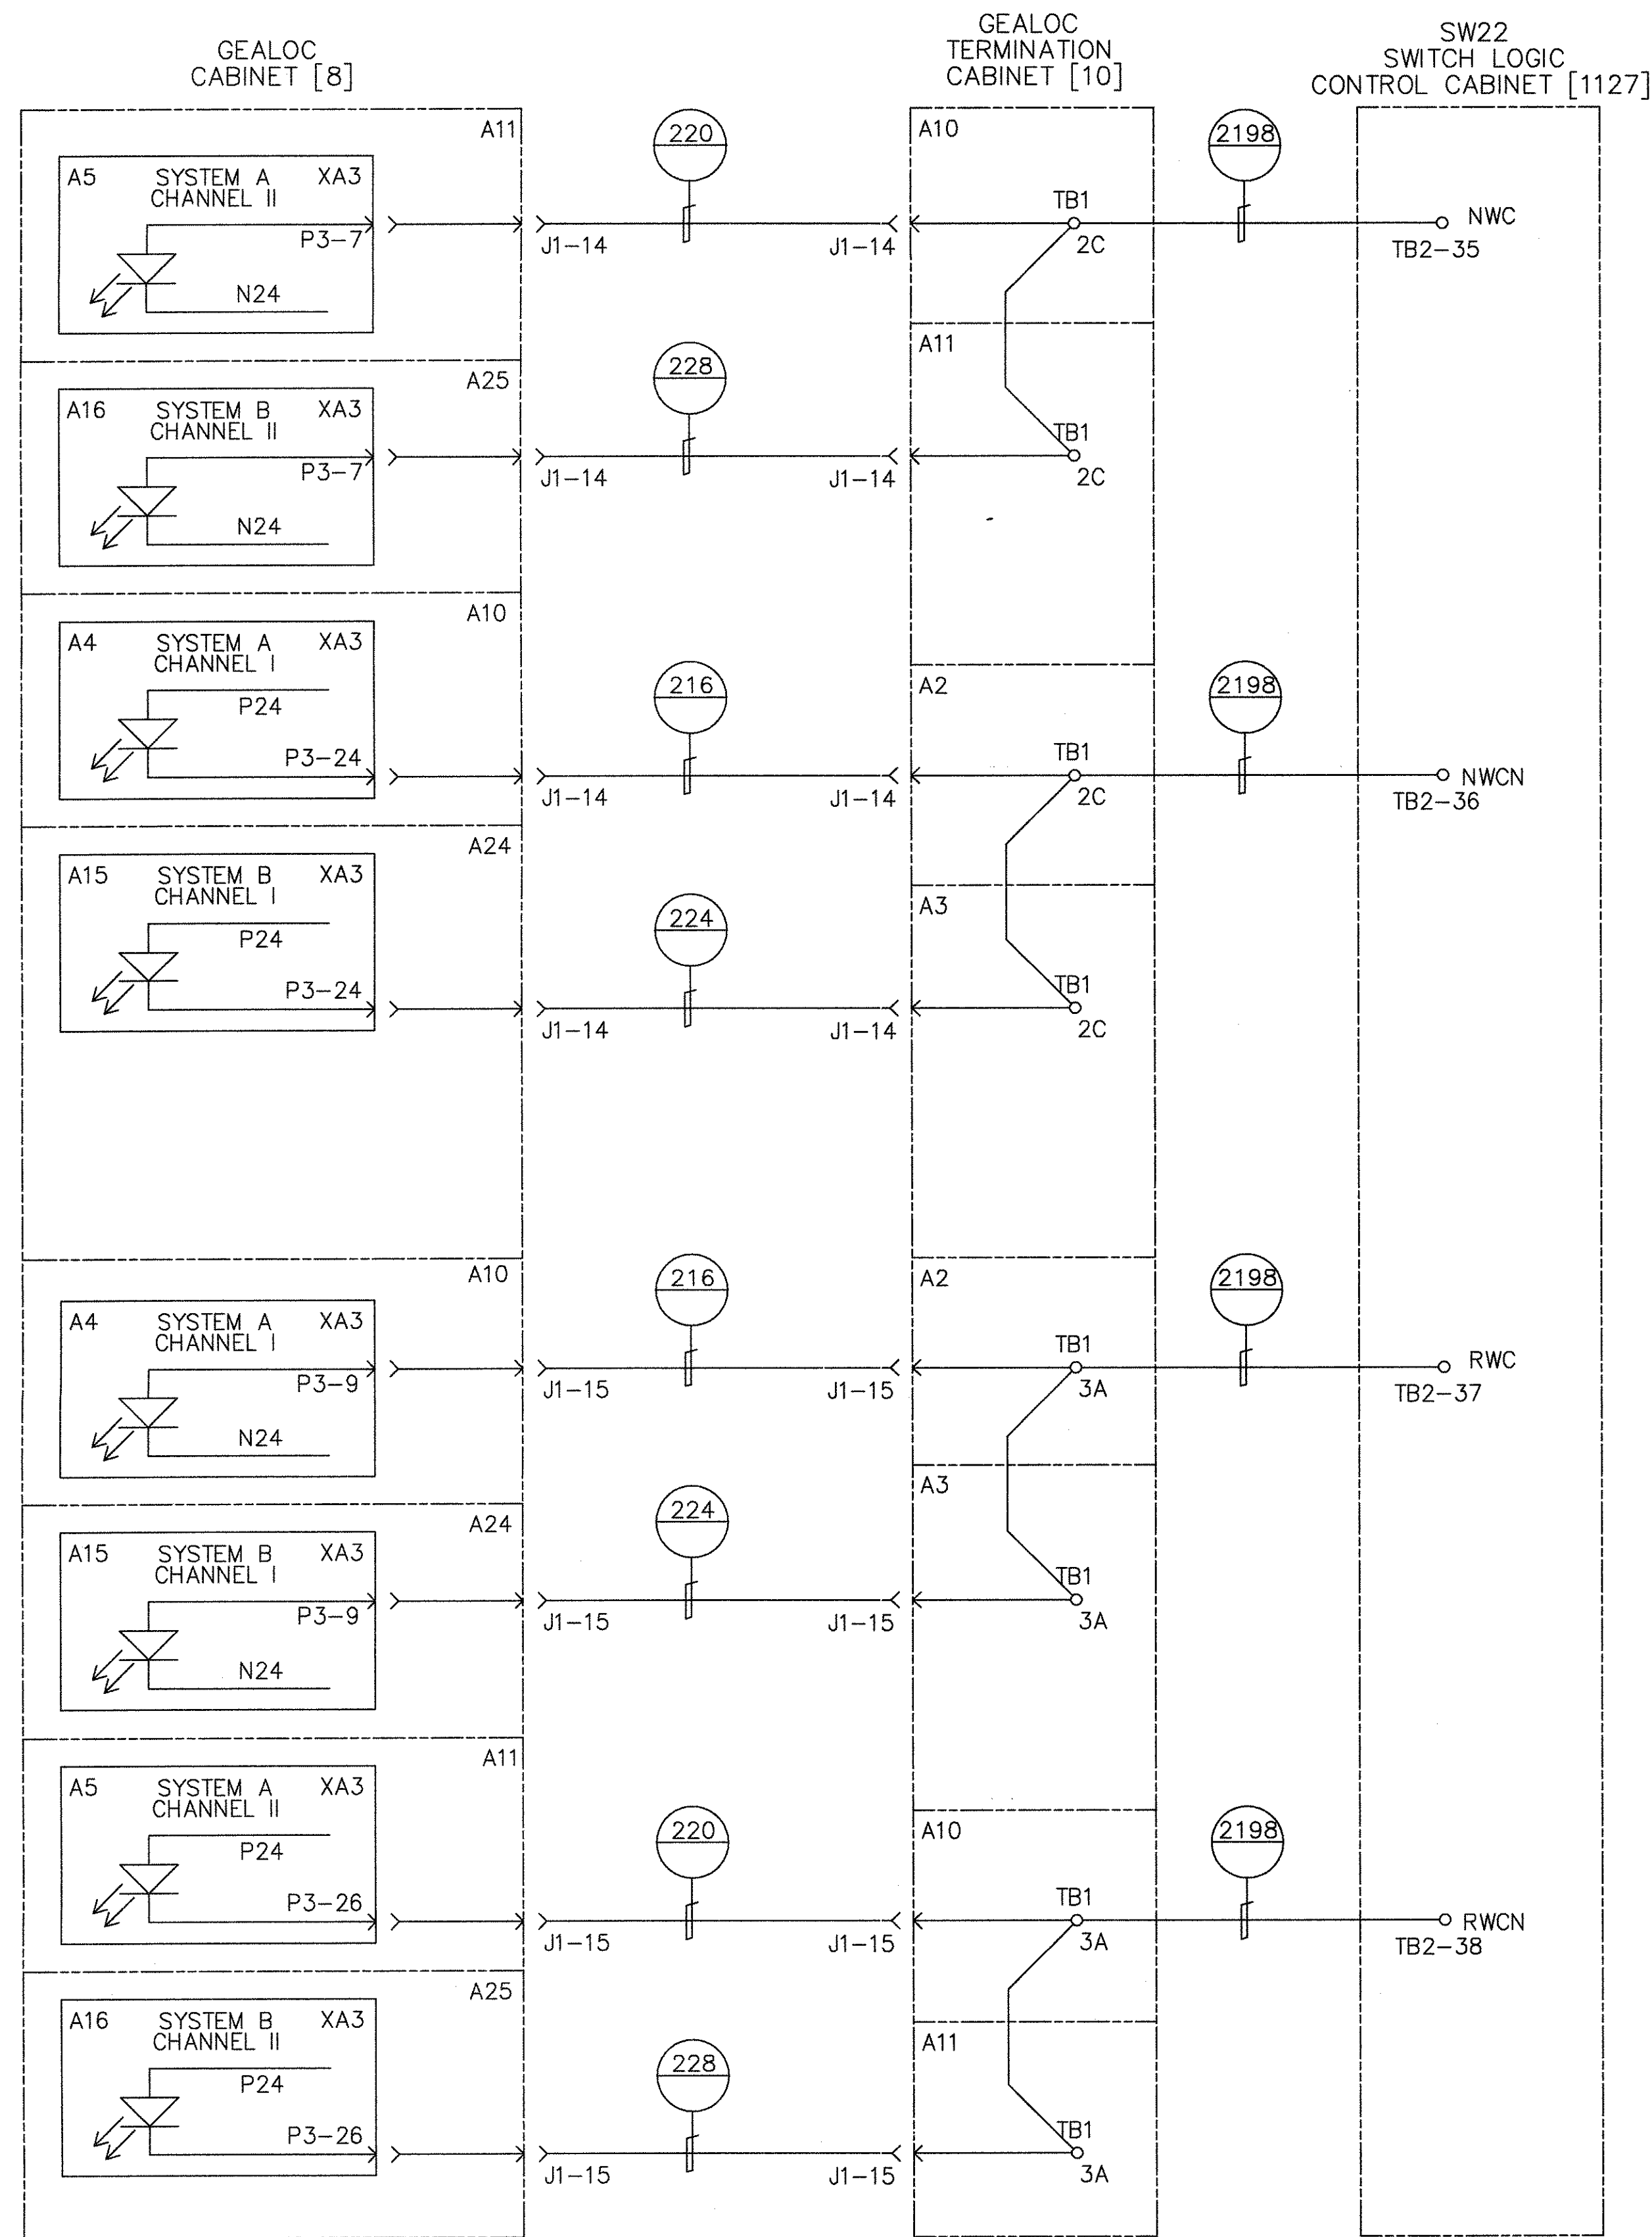 GEALOC
CABINET [8]
GEALOC
TERMINATION
CABINET [10]
SW22
SWITCH LOGIC
CONTROL CABINET [1127]
A11
220
A10
2198
A5 SYSTEM A XA3
CHANNEL II
P3-7
N24
J1-14
J1-14
TB1
2C
NWC
TB2-35
A25
228
A11
A16 SYSTEM B XA3
CHANNEL II
P3-7
N24
J1-14
J1-14
TB1
2C
A10
216
A2
2198
A4 SYSTEM A XA3
CHANNEL I
P24
P3-24
J1-14
J1-14
TB1
2C
NWCN
TB2-36
A24
224
A3
A15 SYSTEM B XA3
CHANNEL I
P24
P3-24
J1-14
J1-14
TB1
2C
A10
216
A2
2198
A4 SYSTEM A XA3
CHANNEL I
P3-9
N24
J1-15
J1-15
TB1
3A
RWC
TB2-37
A24
224
A3
A15 SYSTEM B XA3
CHANNEL I
P3-9
N24
J1-15
J1-15
TB1
3A
A11
220
A10
2198
A5 SYSTEM A XA3
CHANNEL II
P24
P3-26
J1-15
J1-15
TB1
3A
RWCN
TB2-38
A25
228
A11
A16 SYSTEM B XA3
CHANNEL II
P24
P3-26
J1-15
J1-15
TB1
3A